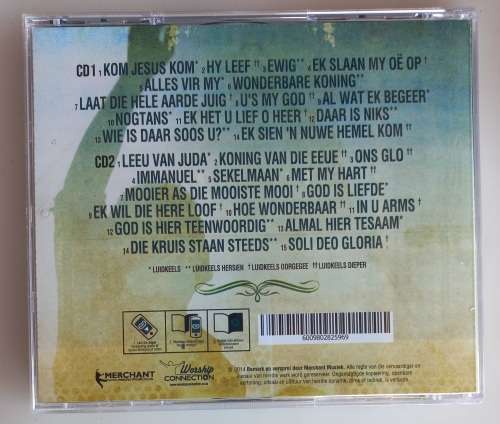 CD1 1 KOM JESUS KOM* 2 HY LEEF†† 3 EWIG** 4 EK SLAAN MY OË OP†
5 ALLES VIR MY* 6 WONDERBARE KONING**
7 LAAT DIE HELE AARDE JUIG† 8 U'S MY GOD†† 9 AL WAT EK BEGEER*
10 NOGTANS* 11 EK HET U LIEF O HEER† 12 DAAR IS NIKS**
13 WIE IS DAAR SOOS U?** 14 EK SIEN 'N NUWE HEMEL KOM††
CD2 1 LEEU VAN JUDA* 2 KONING VAN DIE EEUE†† 3 ONS GLO††
4 IMMANUEL** 5 SEKELMAAN* 6 MET MY HART††
7 MOOIER AS DIE MOOISTE MOOI† 8 GOD IS LIEFDE*
9 EK WIL DIE HERE LOOF† 10 HOE WONDERBAAR†† 11 IN U ARMS†
12 GOD IS HIER TEENWOORDIG** 13 ALMAL HIER TESAAM*
14 DIE KRUIS STAAN STEEDS** 15 SOLI DEO GLORIA†
* LUIDKEELS ** LUIDKEELS HERSIEN † LUIDKEELS OORGEGEE †† LUIDKEELS DIEPER
6009802825969
MERCHANT
Worship
CONNECTION
© 2014 Bemark en versprei deur Merchant Musiek. Alle regte van die vervaardiger en